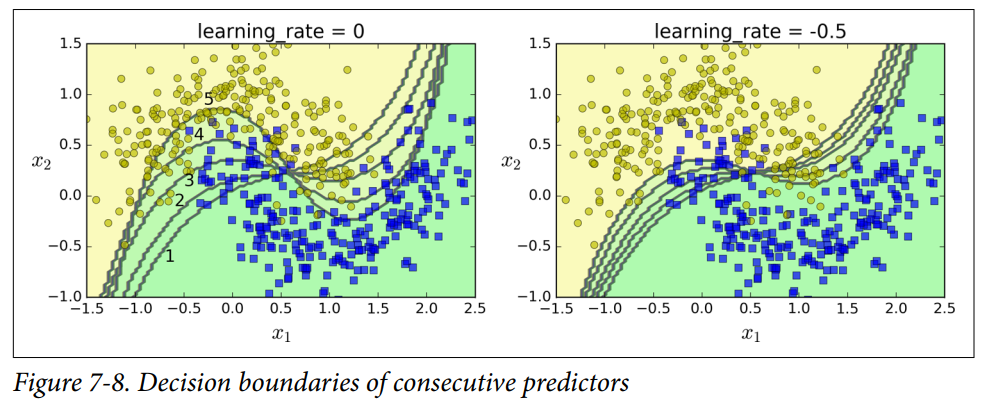 learning_rate = 0
learning_rate = -0.5
1.5
1.0
0.5
0.0
−0.5
−1.0
x2
5
4
3
2
1
−1.5 −1.0 −0.5 0.0 0.5 1.0 1.5 2.0 2.5
x1
1.5
1.0
0.5
0.0
−0.5
−1.0
x2
−1.5 −1.0 −0.5 0.0 0.5 1.0 1.5 2.0 2.5
x1
Figure 7-8. Decision boundaries of consecutive predictors